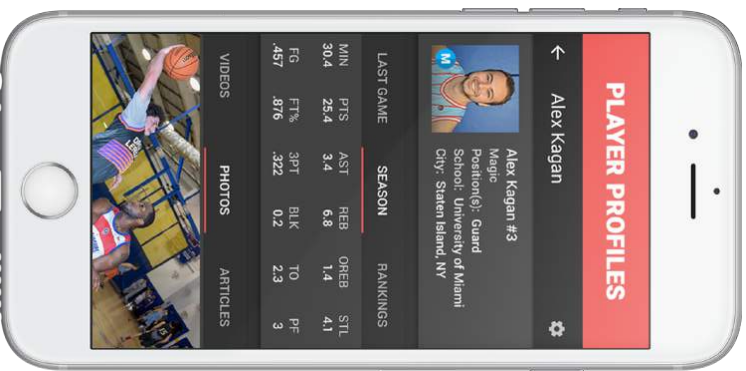 PLAYER PROFILES
Alex Kagan
M
Alex Kagan #3
Magic
Position(s): Guard
School: University of Miami
City: Staten Island, NY
LAST GAME SEASON RANKINGS
MIN PTS AST REB OREB STL
30.4 25.4 3.4 6.8 1.4 4.1
FG FT% 3PT BLK TO PF
.457 .876 .322 0.2 2.3 3
VIDEOS PHOTOS ARTICLES